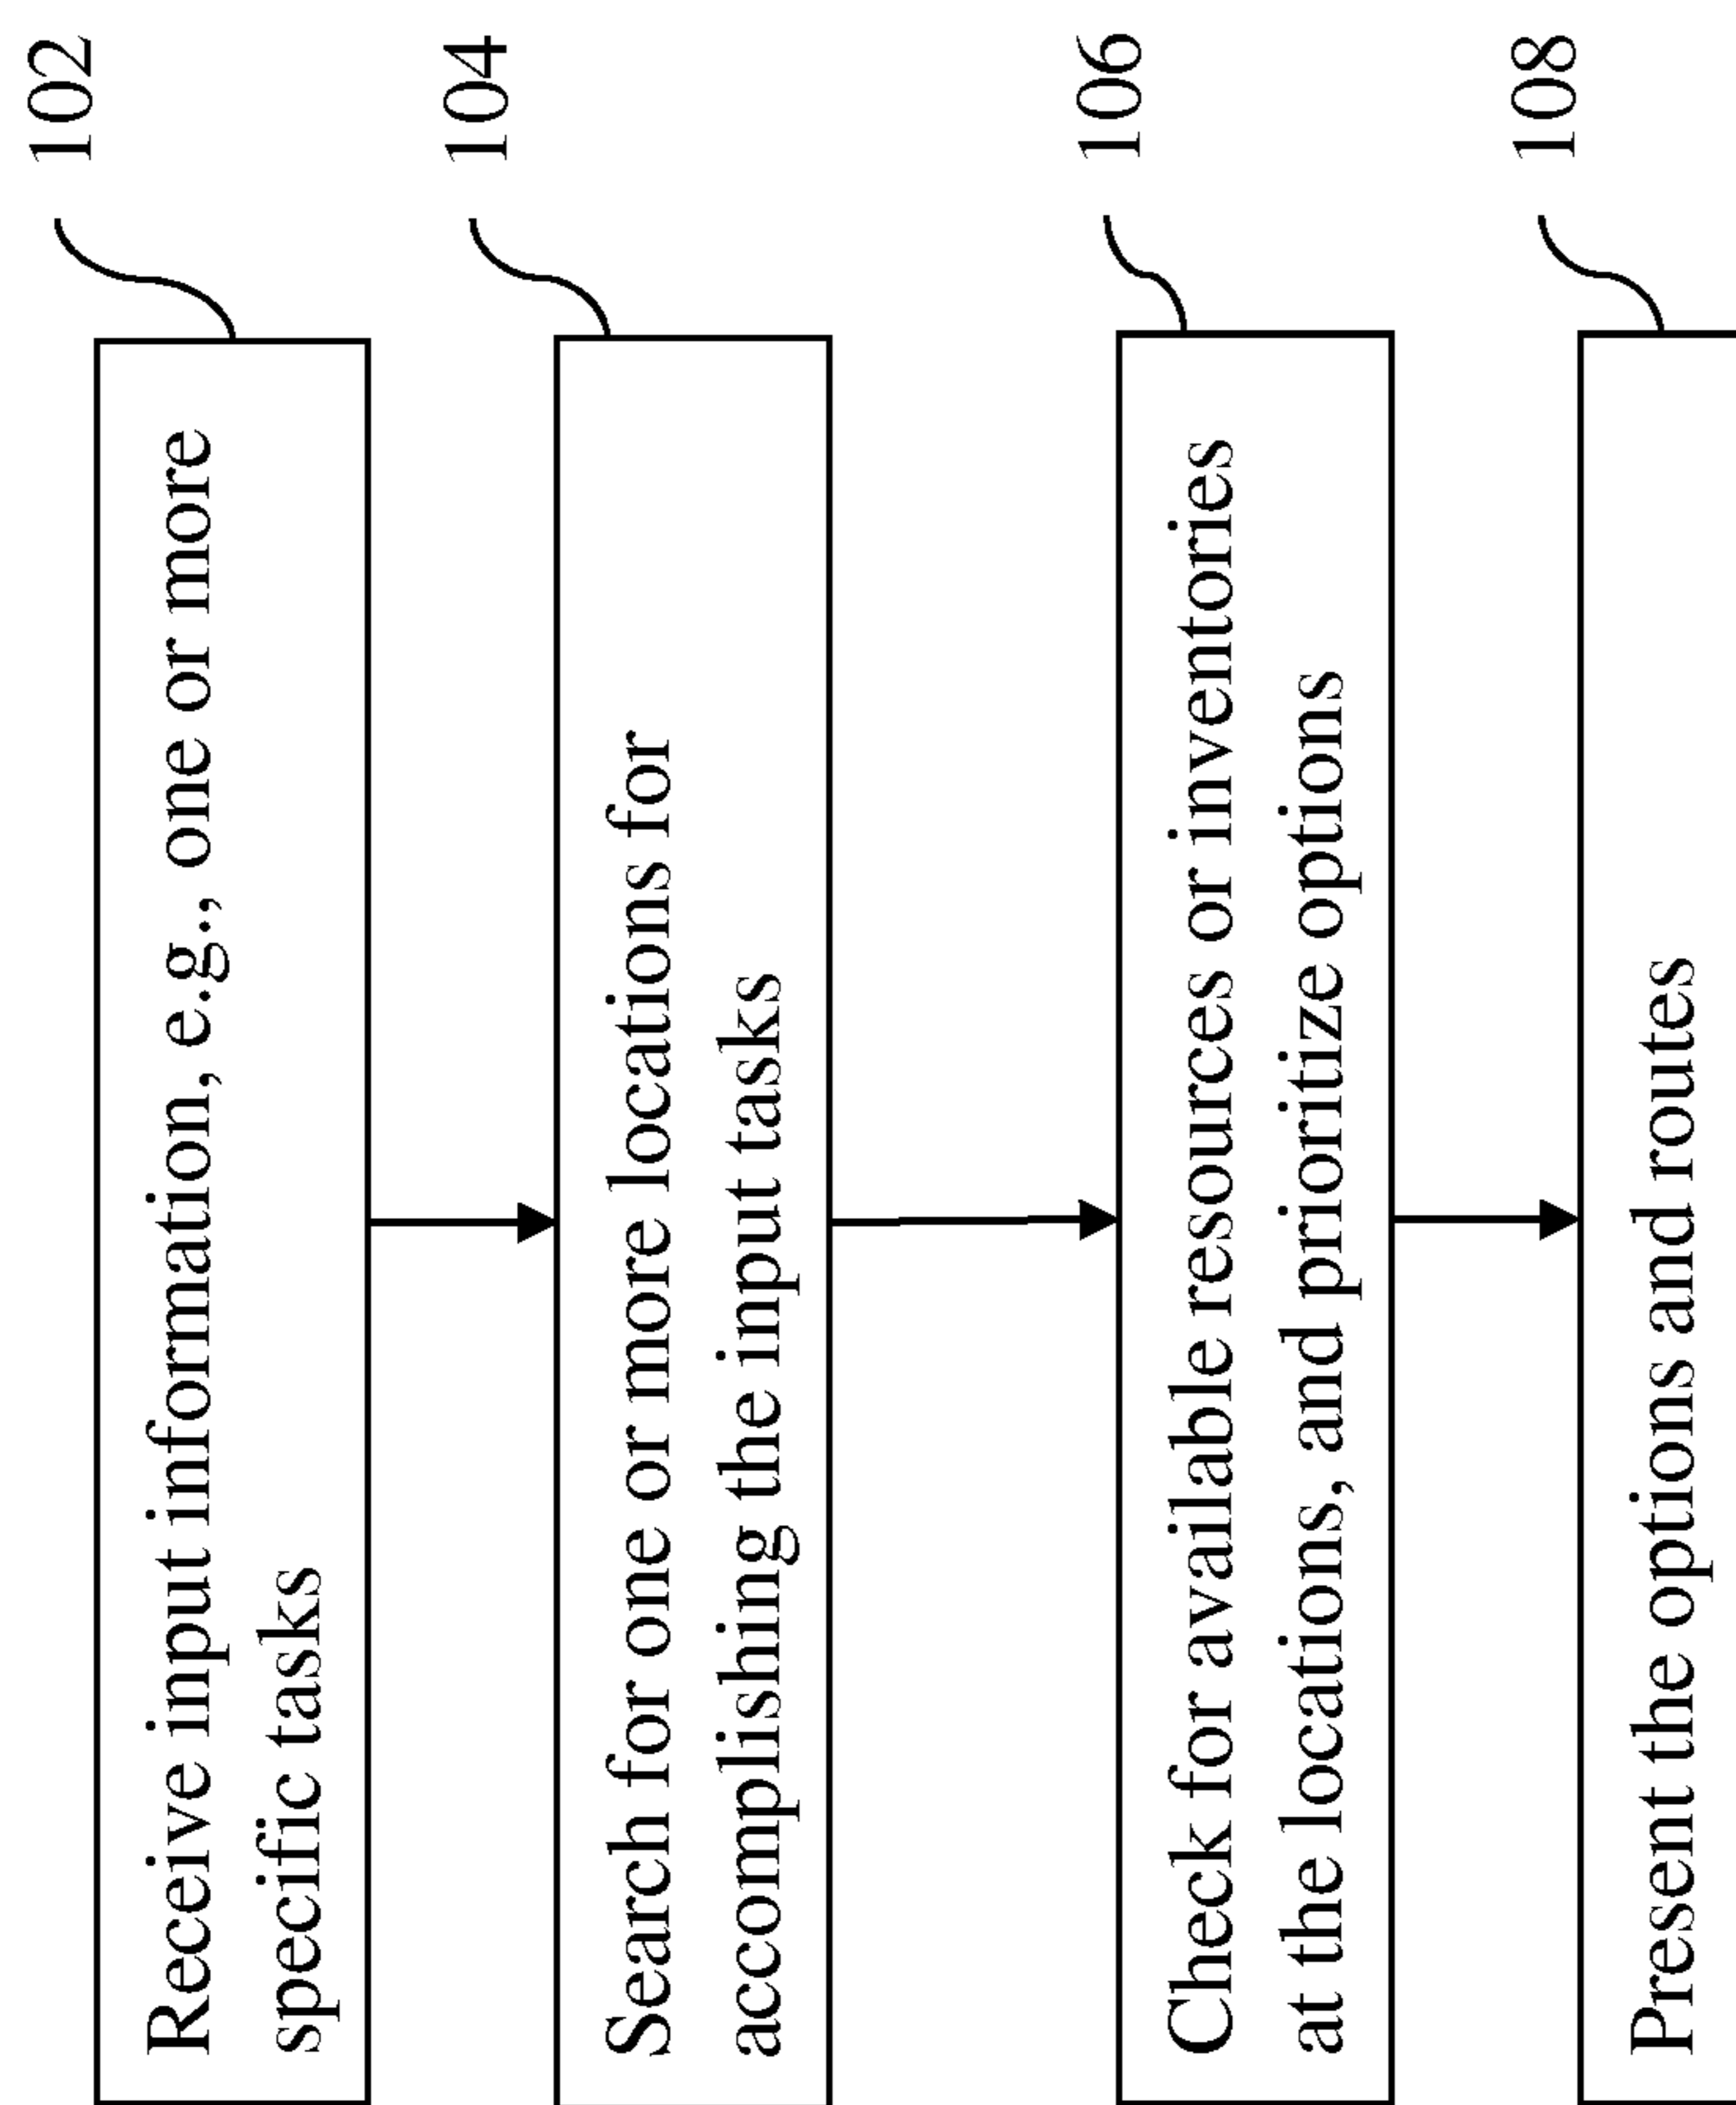 102
Receive input information, e.g., one or more
specific tasks
104
Search for one or more locations for
accomplishing the input tasks
106
Check for available resources or inventories
at the locations, and prioritize options
108
Present the options and routes